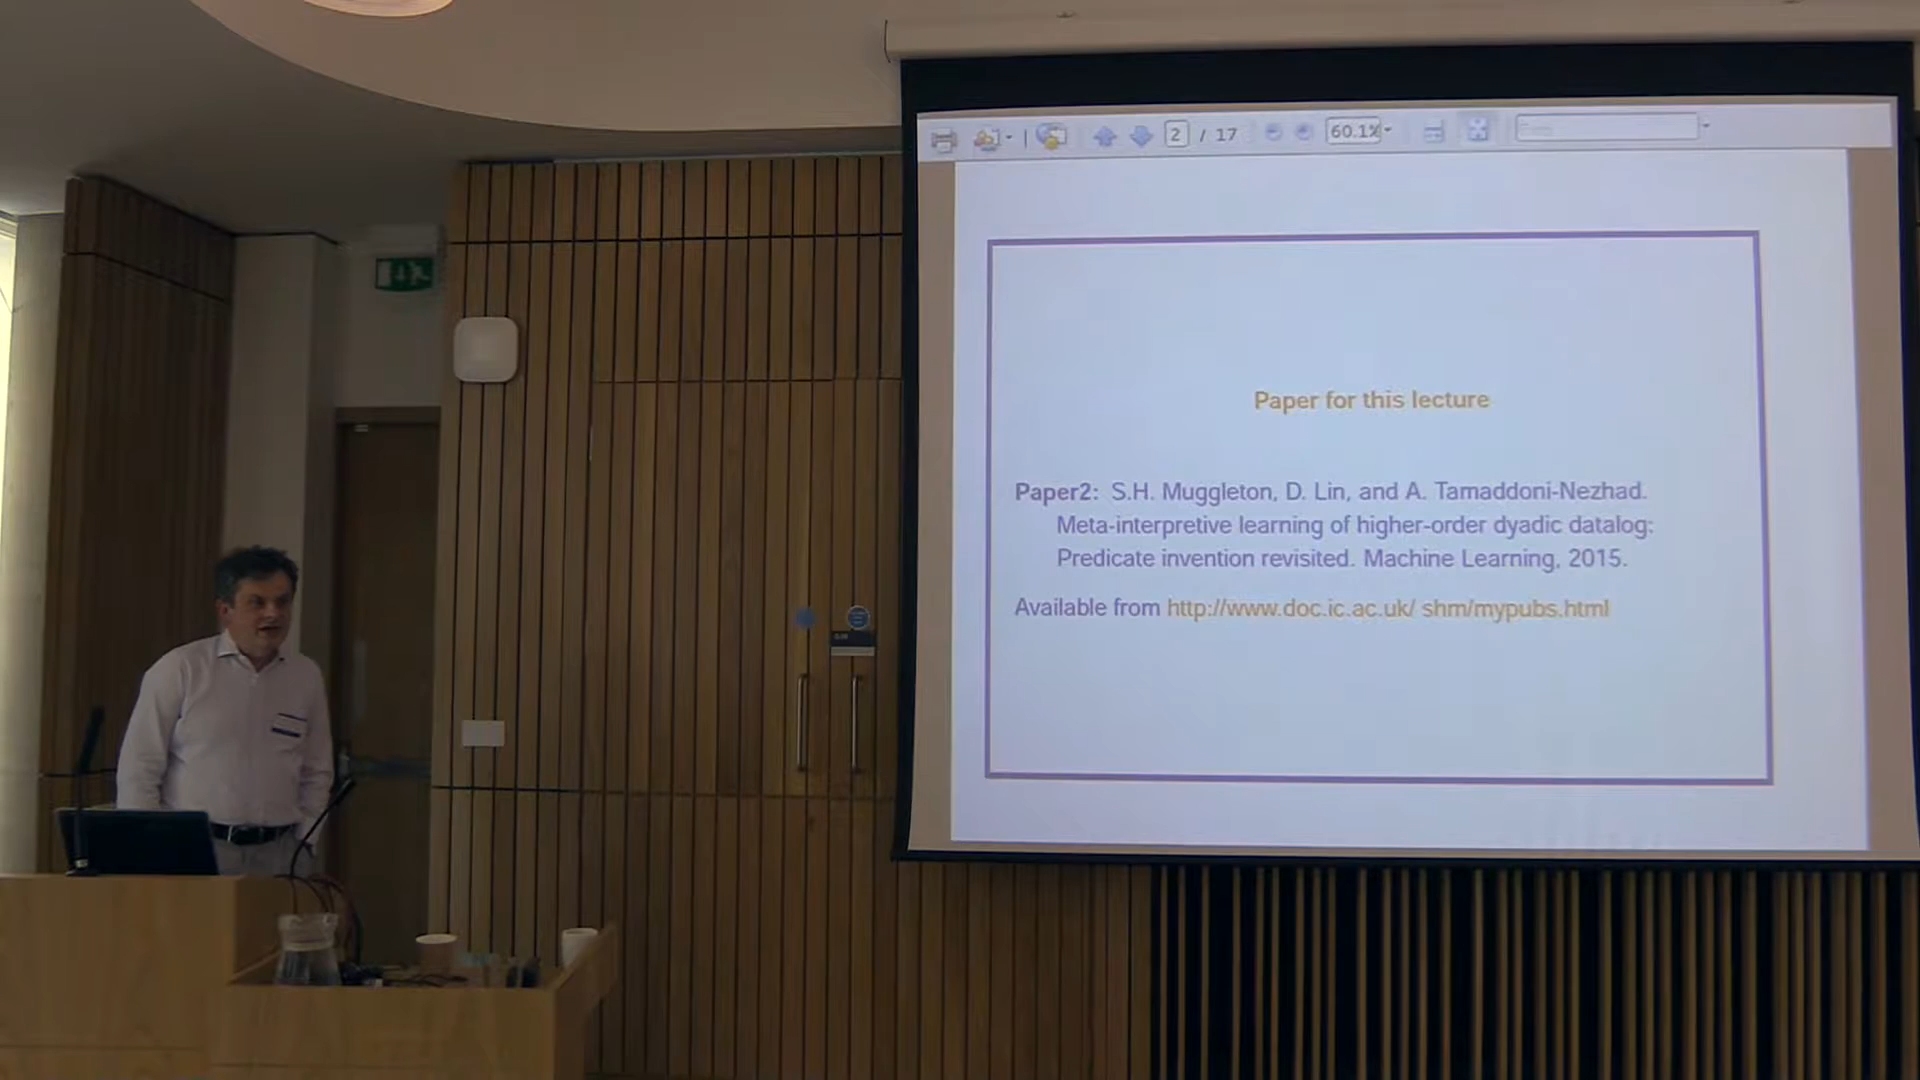 2 / 17 60.1%
Paper for this lecture
Paper2: S.H. Muggleton, D. Lin, and A. Tamaddoni-Nezhad.
Meta-interpretive learning of higher-order dyadic datalog:
Predicate invention revisited. Machine Learning, 2015.
Available from http://www.doc.ic.ac.uk/ shm/mypubs.html